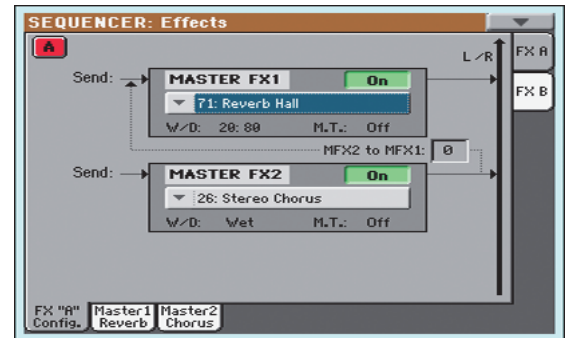 SEQUENCER: Effects
A
L/R
FX A
FX B
Send:
MASTER FX1
On
71: Reverb Hall
W/D: 20:80 M.T.: Off
MFX2 to MFX1: 0
Send:
MASTER FX2
On
26: Stereo Chorus
W/D: Wet M.T.: Off
FX "A" Config.
Master1 Reverb
Master2 Chorus